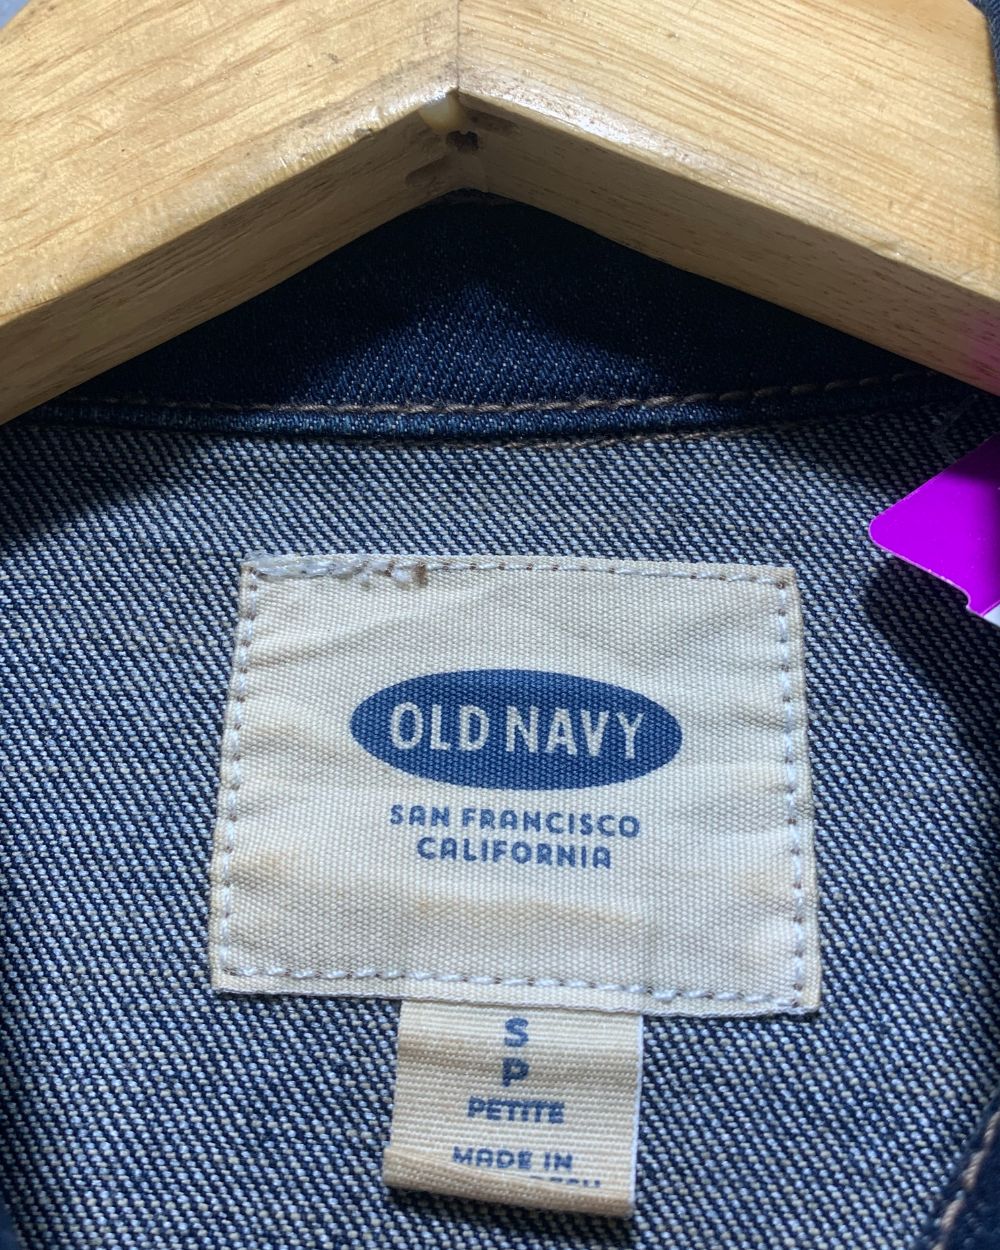 OLD NAVY
SAN FRANCISCO
CALIFORNIA
S
P
PETITE
MADE IN